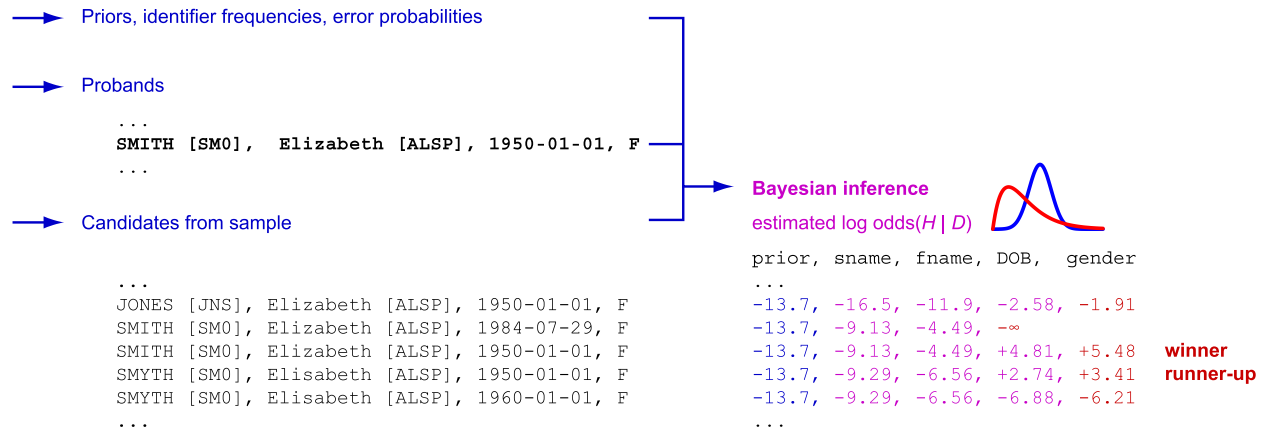 Priors, identifier frequencies, error probabilities
Probands
...
SMITH [SM0], Elizabeth [ALSP], 1950-01-01, F
...
Candidates from sample
...
JONES [JNS], Elizabeth [ALSP], 1950-01-01, F
SMITH [SM0], Elizabeth [ALSP], 1984-07-29, F
SMITH [SM0], Elizabeth [ALSP], 1950-01-01, F
SMYTH [SM0], Elisabeth [ALSP], 1950-01-01, F
SMYTH [SM0], Elisabeth [ALSP], 1960-01-01, F
...
Bayesian inference
estimated log odds(H | D)
prior, sname, fname, DOB, gender
...
-13.7, -16.5, -11.9, -2.58, -1.91
-13.7, -9.13, -4.49, -∞
-13.7, -9.13, -4.49, +4.81, +5.48 winner
-13.7, -9.29, -6.56, +2.74, +3.41 runner-up
-13.7, -9.29, -6.56, -6.88, -6.21
...